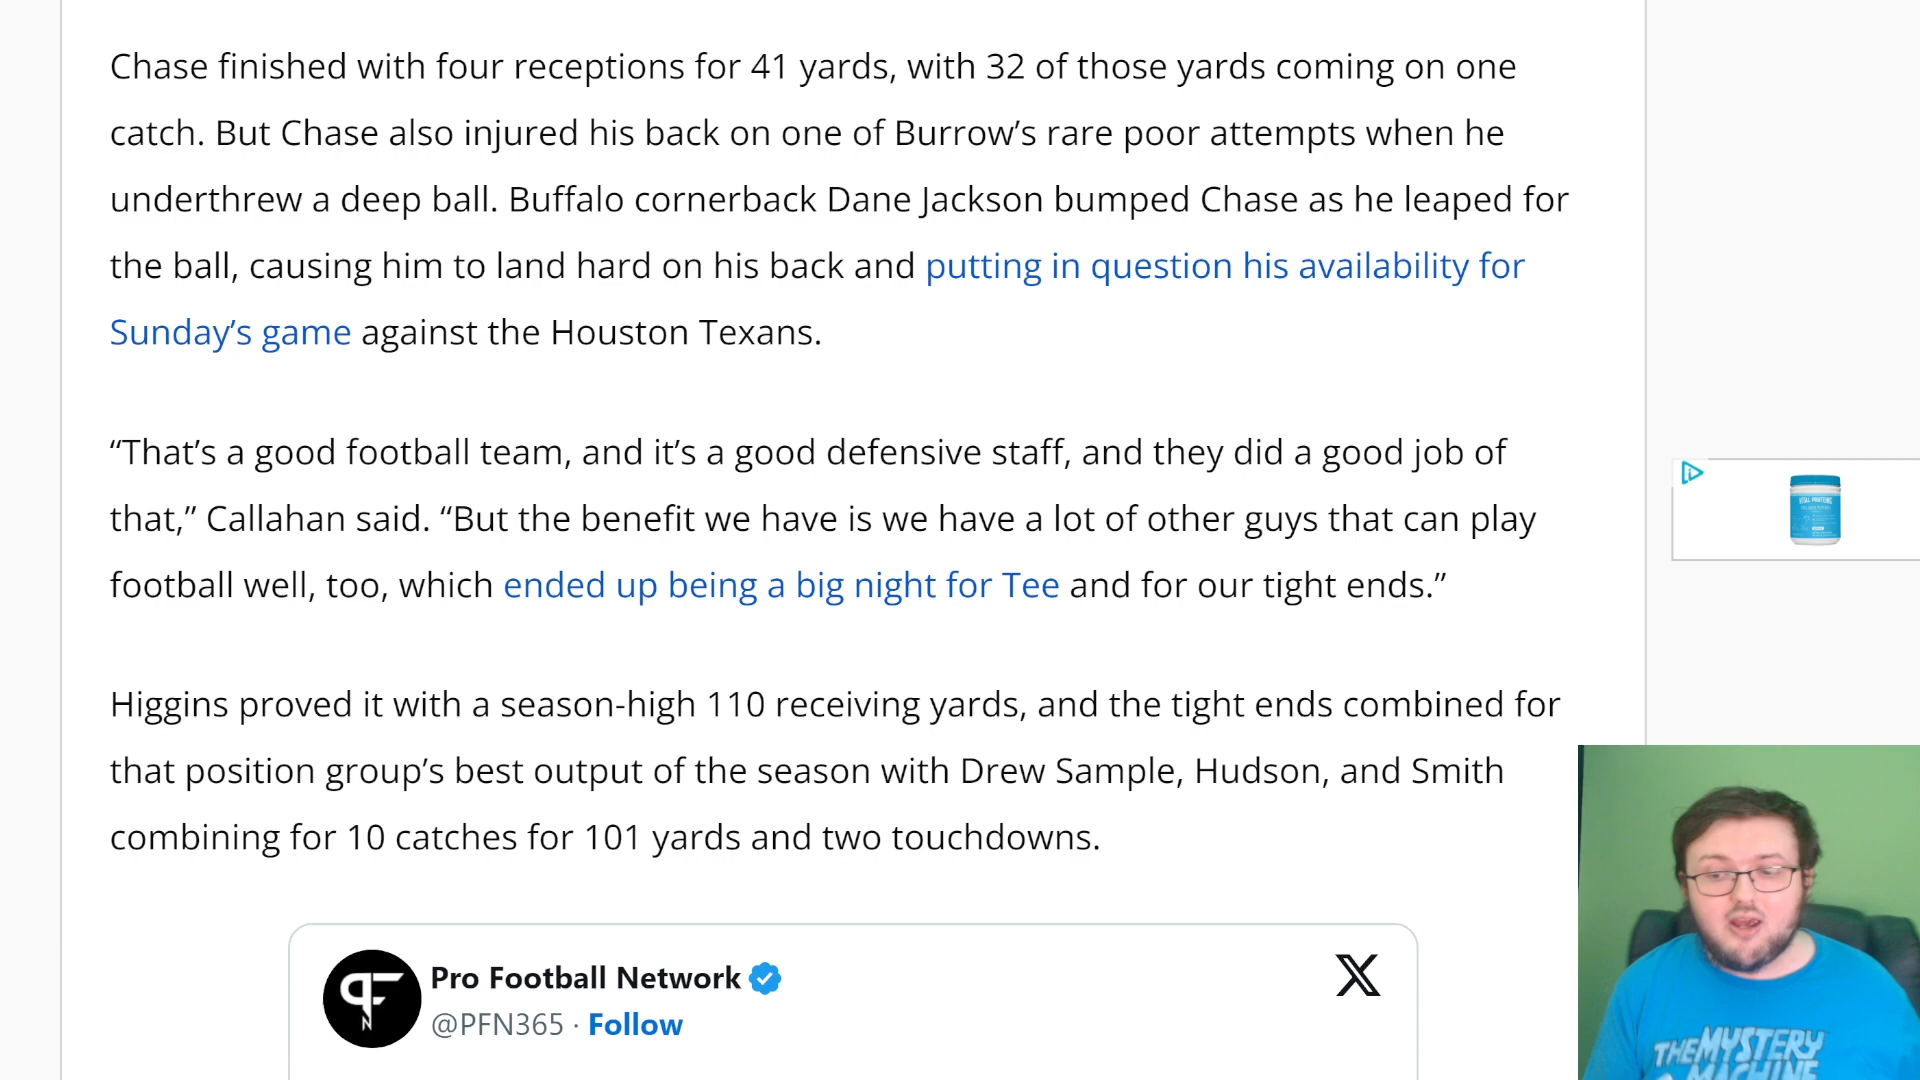 Chase finished with four receptions for 41 yards, with 32 of those yards coming on one
catch. But Chase also injured his back on one of Burrow’s rare poor attempts when he
underthrew a deep ball. Buffalo cornerback Dane Jackson bumped Chase as he leaped for
the ball, causing him to land hard on his back and putting in question his availability for
Sunday’s game against the Houston Texans.
“That’s a good football team, and it’s a good defensive staff, and they did a good job of
that,” Callahan said. “But the benefit we have is we have a lot of other guys that can play
football well, too, which ended up being a big night for Tee and for our tight ends.”
VITAL PROTEINS
Higgins proved it with a season-high 110 receiving yards, and the tight ends combined for
that position group’s best output of the season with Drew Sample, Hudson, and Smith
combining for 10 catches for 101 yards and two touchdowns.
PFN
Pro Football Network
@PFN365 · Follow
X
THE MYSTERY
MACHINE